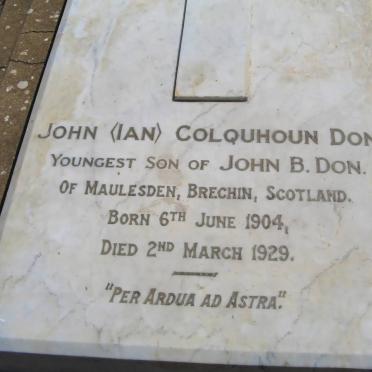 John (Ian) Colquhoun Don
Youngest Son of John B. Don.
of Maulesden, Brechin, Scotland.
Born 6th June 1904,
Died 2nd March 1929.
"Per Ardua ad Astra."